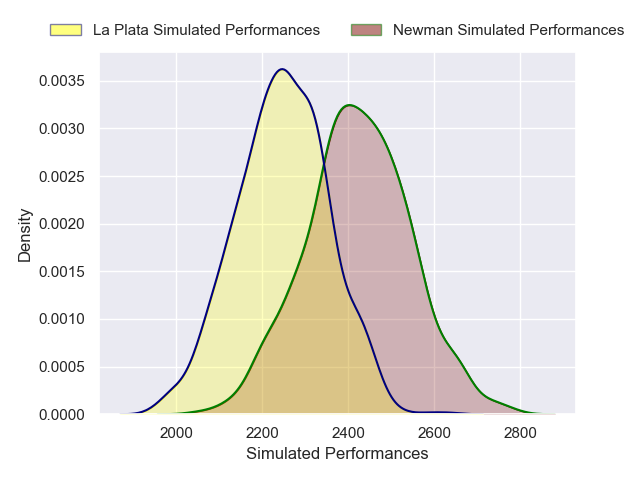 La Plata Simulated Performances Newman Simulated Performances
0.0035
0.0030
0.0025
0.0020
0.0015
0.0010
0.0005
0.0000
Density
2000 2200 2400 2600 2800
Simulated Performances